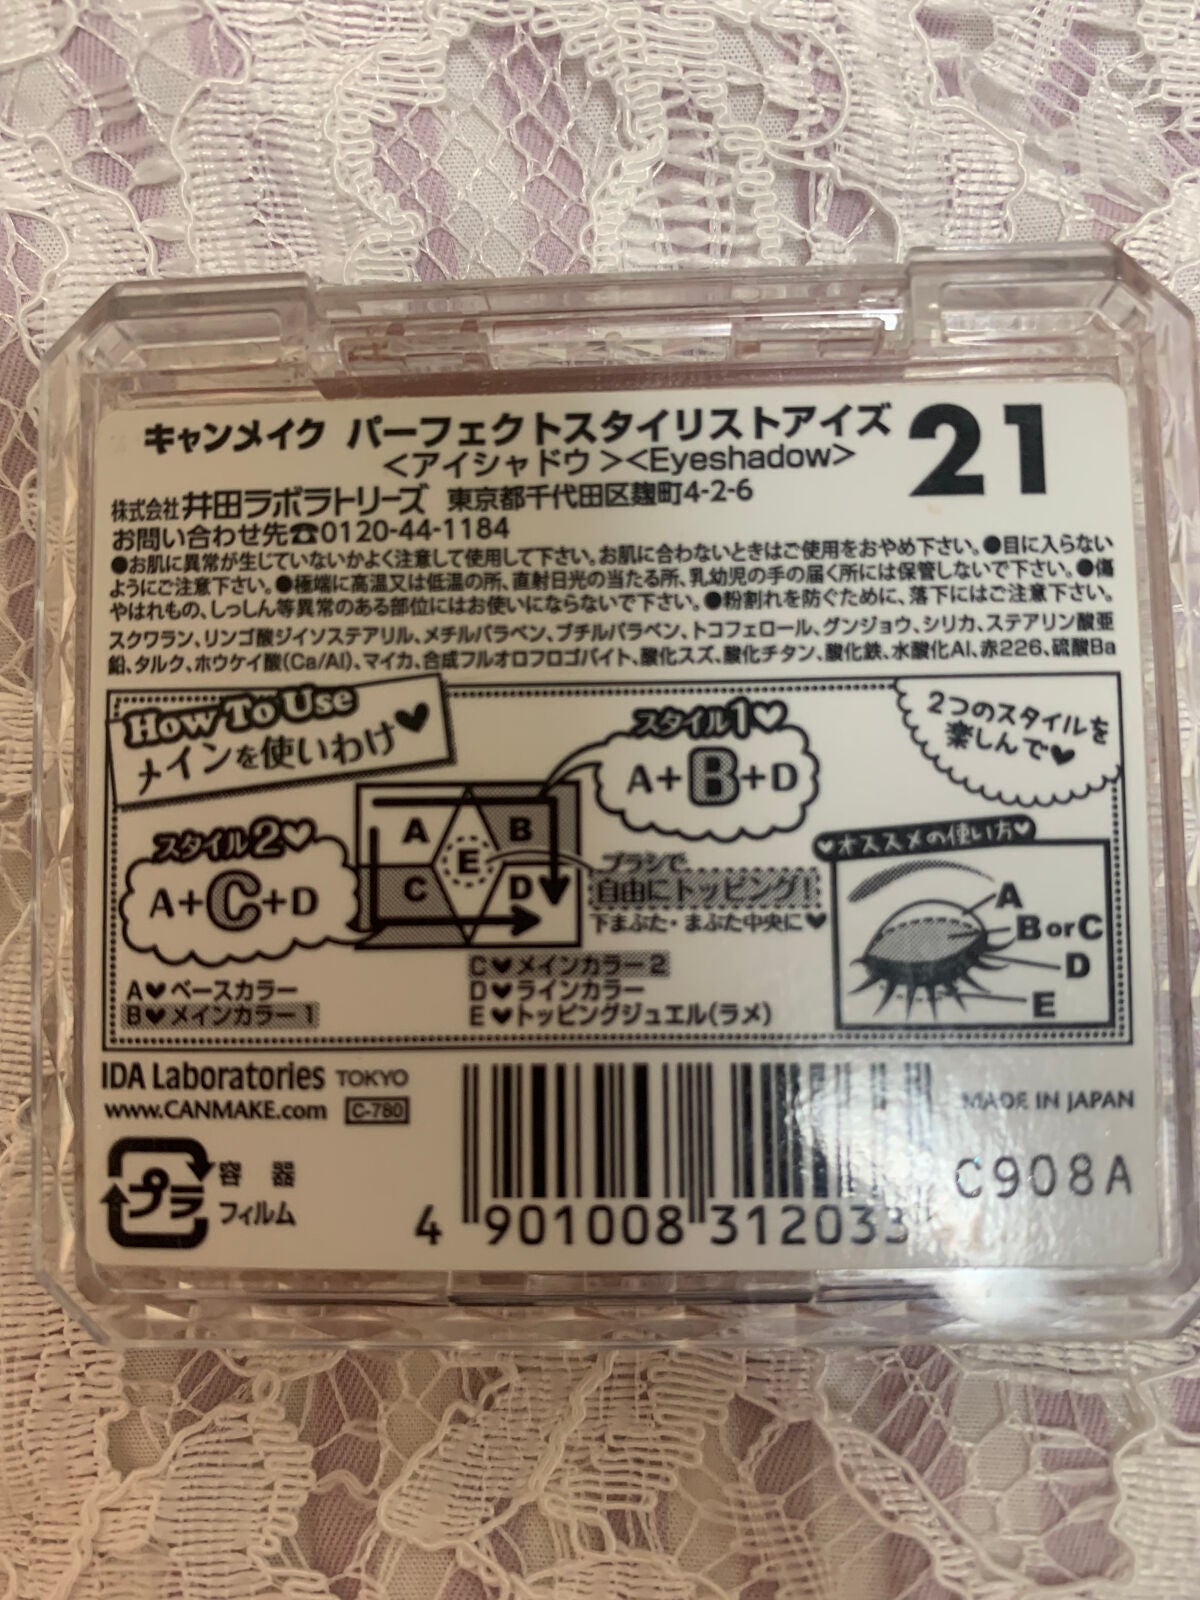 キャンメイク パーフェクトスタイリストアイズ 21
<アイシャドウ><Eyeshadow>
株式会社 井田ラボラトリーズ 東京都千代田区麹町4-2-6
お問い合わせ先☎0120-44-1184
●お肌に異常が生じていないかよく注意して使用して下さい。お肌に合わないときはご使用をおやめ下さい。●目に入らない
ようにご注意下さい。●極端に高温又は低温の所、直射日光の当たる所、乳幼児の手の届く所には保管しないで下さい。●傷
やはれもの、しっしん等異常のある部位にはお使いにならないで下さい。●粉割れを防ぐために、落下にはご注意下さい。
スクワラン、リンゴ酸ジイソステアリル、メチルパラベン、ブチルパラベン、トコフェロール、グンジョウ、シリカ、ステアリン酸亜
鉛、タルク、ホウケイ酸(Ca/Al)、マイカ、合成フルオロフロゴパイト、酸化スズ、酸化チタン、酸化鉄、水酸化Al、赤226、硫酸Ba
How To Use
メインを使いわけ♥
スタイル1♡
A+B+D
2つのスタイルを
楽しんで♥
スタイル2♡
A+C+D
A
B
C
D
E
ブラシで
自由にトッピング!
下まぶた・まぶた中央に♥
♥オススメの使い方♥
A
BorC
D
E
A♥ベースカラー
B♥メインカラー1
C♥メインカラー2
D♥ラインカラー
E♥トッピングジュエル(ラメ)
IDA Laboratories TOKYO
www.CANMAKE.com C-780
MADE IN JAPAN
プラ
容器
フィルム
4 901008 312033
C908A